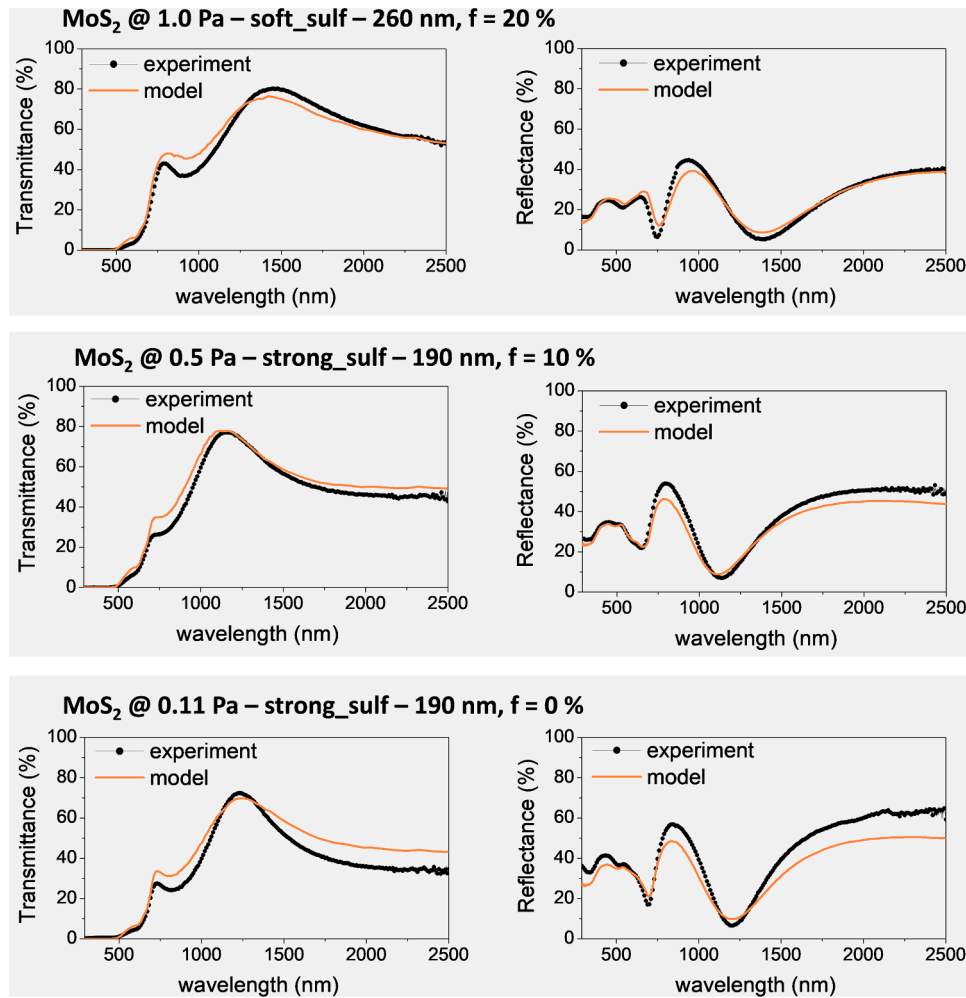 MoS2 @ 1.0 Pa – soft_sulf – 260 nm, f = 20 %
Transmittance (%)
100
80
60
40
20
0
experiment
model
500 1000 1500 2000 2500
wavelength (nm)
Reflectance (%)
100
80
60
40
20
0
experiment
model
500 1000 1500 2000 2500
wavelength (nm)
MoS2 @ 0.5 Pa – strong_sulf – 190 nm, f = 10 %
Transmittance (%)
100
80
60
40
20
0
experiment
model
500 1000 1500 2000 2500
wavelength (nm)
Reflectance (%)
100
80
60
40
20
0
experiment
model
500 1000 1500 2000 2500
wavelength (nm)
MoS2 @ 0.11 Pa – strong_sulf – 190 nm, f = 0 %
Transmittance (%)
100
80
60
40
20
0
experiment
model
500 1000 1500 2000 2500
wavelength (nm)
Reflectance (%)
100
80
60
40
20
0
experiment
model
500 1000 1500 2000 2500
wavelength (nm)